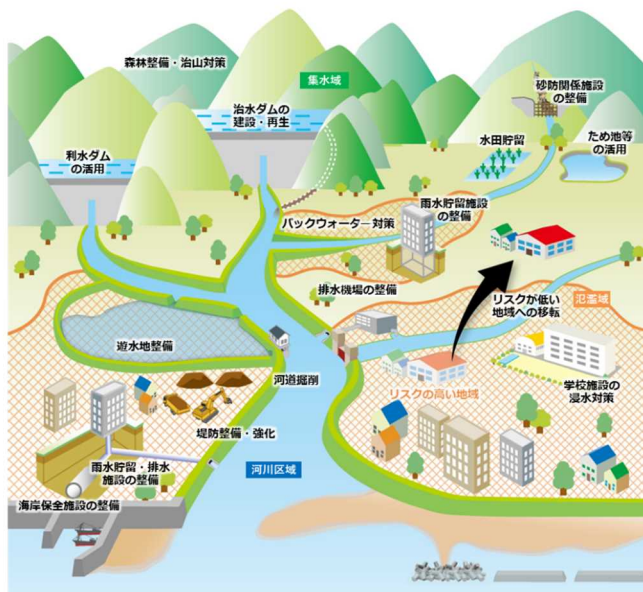 森林整備・治山対策
集水域
砂防関係施設
の整備
治水ダムの
建設・再生
水田貯留
ため池等
の活用
利水ダム
の活用
雨水貯留施設
の整備
バックウォーター対策
排水機場の整備
リスクが低い
地域への移転
氾濫域
遊水地整備
河道掘削
リスクの高い地域
学校施設の
浸水対策
堤防整備・強化
雨水貯留・排水
施設の整備
河川区域
海岸保全施設の整備